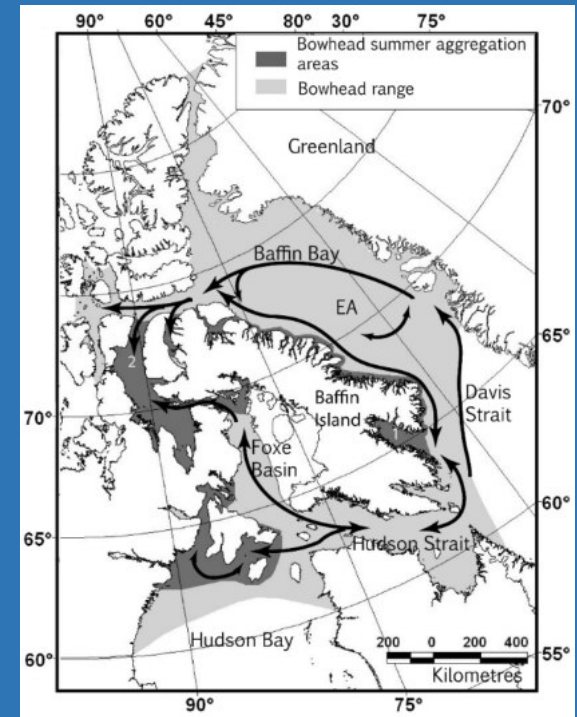 90° 60° 45° 80° 30° 75°
Bowhead summer aggregation
areas
Bowhead range
70°
Greenland
Baffin Bay
EA
65°
2
Davis
Strait
Baffin
Island
1
70°
Foxe
Basin
60°
65°
Hudson Strait
Hudson Bay
200 0 200 400
Kilometres
60°
55°
90° 75°